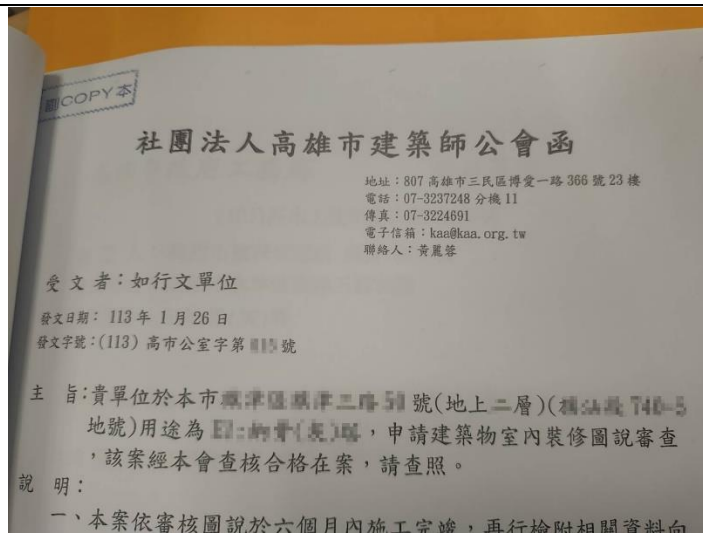 副COPY本
社團法人高雄市建築師公會函
地址：807 高雄市三民區博愛一路 366 號 23 樓
電話：07-3237248 分機 11
傳真：07-3224691
電子信箱：kaa@kaa.org.tw
聯絡人：黃麗蓉
受文者：如行文單位
發文日期： 113 年 1 月 26 日
發文字號：(113) 高市公室字第 號
主 旨：貴單位於本市 號(地上二層)(
地號)用途為 ，申請建築物室內裝修圖說審查
，該案經本會查核合格在案，請查照。
說 明：
一、本案依審核圖說於六個月內施工完竣，再行檢附相關資料向